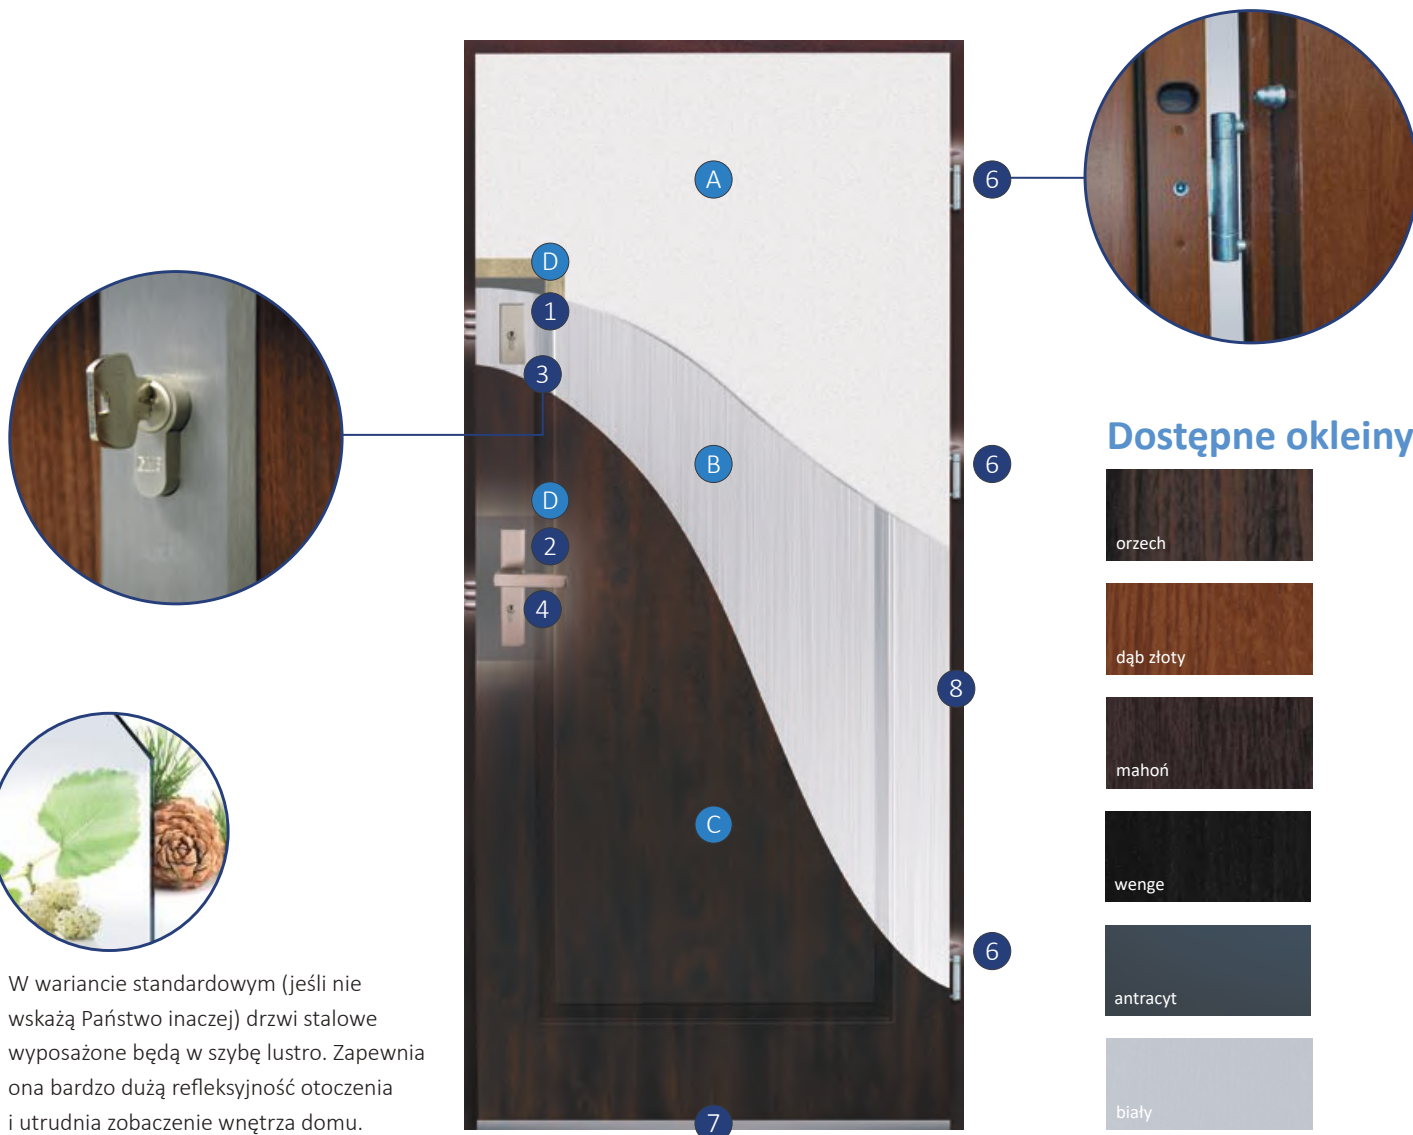 A
6
D
1
3
Dostępne okleiny
B
6
orzech
D
2
4
dąb złoty
8
mahoń
C
wenge
6
antracyt
W wariancie standardowym (jeśli nie
wskażą Państwo inaczej) drzwi stalowe
wyposażone będą w szybę lustro. Zapewnia
ona bardzo dużą refleksyjność otoczenia
i utrudnia zobaczenie wnętrza domu.
biały
7